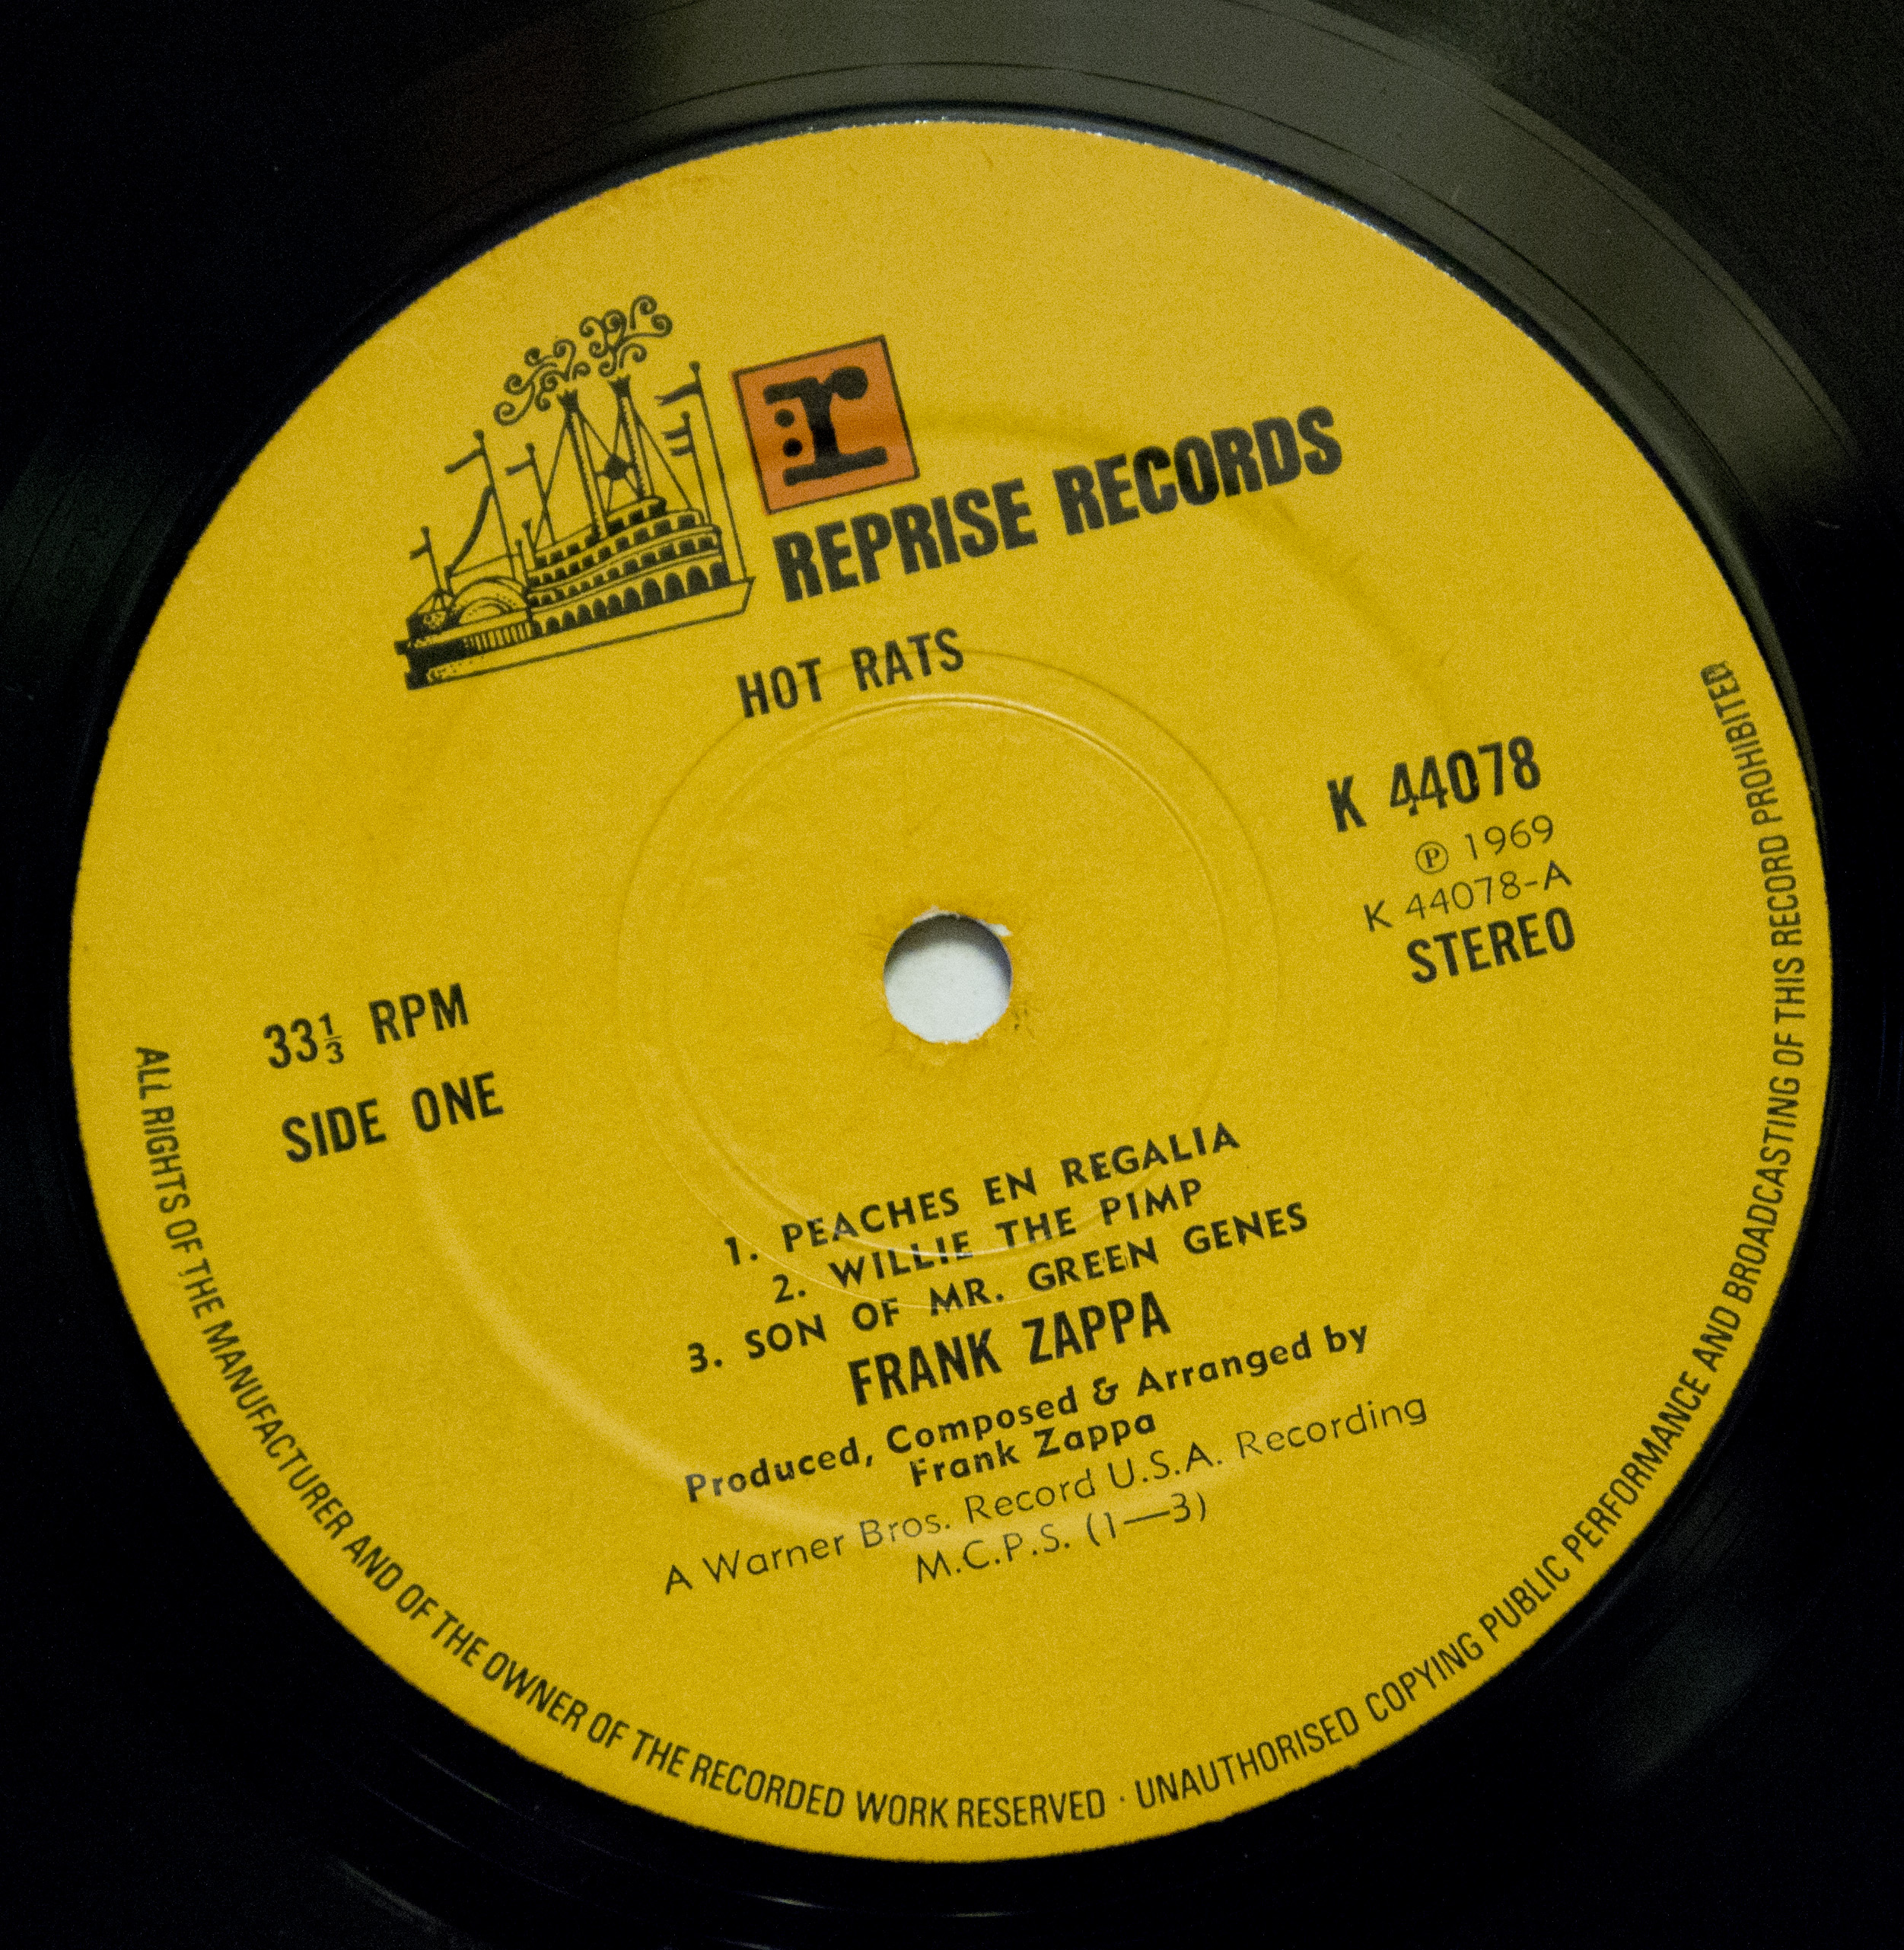 r:
REPRISE RECORDS
HOT RATS
K 44078
℗ 1969
K 44078-A
STEREO
33⅓ RPM
SIDE ONE
1. PEACHES EN REGALIA
2. WILLIE THE PIMP
3. SON OF MR. GREEN GENES
FRANK ZAPPA
Produced, Composed & Arranged by
Frank Zappa
A Warner Bros. Record U.S.A. Recording
M.C.P.S. (1—3)
ALL RIGHTS OF THE MANUFACTURER AND OF THE OWNER OF THE RECORDED WORK RESERVED · UNAUTHORISED COPYING PUBLIC PERFORMANCE AND BROADCASTING OF THIS RECORD PROHIBITED